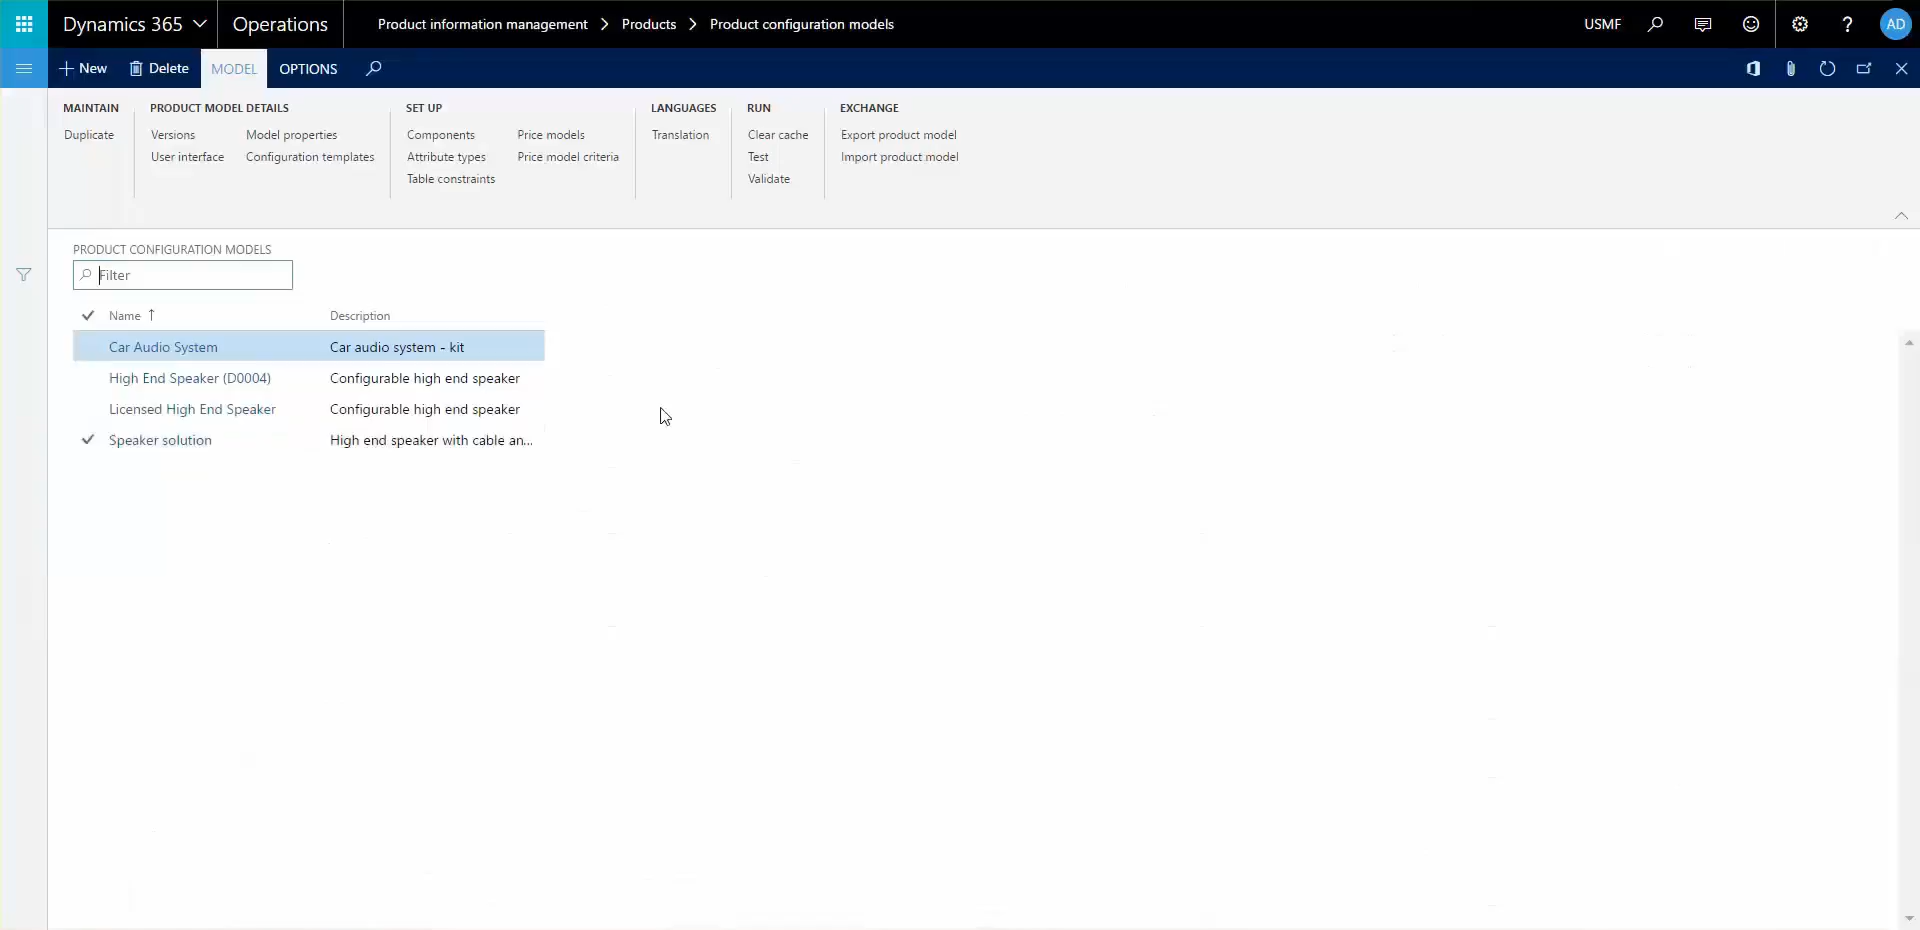 Dynamics 365 Operations Product information management Products Product configuration models USMF ? AD
New Delete MODEL OPTIONS
MAINTAIN PRODUCT MODEL DETAILS SET UP LANGUAGES RUN EXCHANGE
Duplicate Versions Model properties Components Price models Translation Clear cache Export product model
User interface Configuration templates Attribute types Price model criteria Test Import product model
Table constraints Validate
PRODUCT CONFIGURATION MODELS
Filter
Name Description
Car Audio System Car audio system - kit
High End Speaker (D0004) Configurable high end speaker
Licensed High End Speaker Configurable high end speaker
Speaker solution High end speaker with cable an...